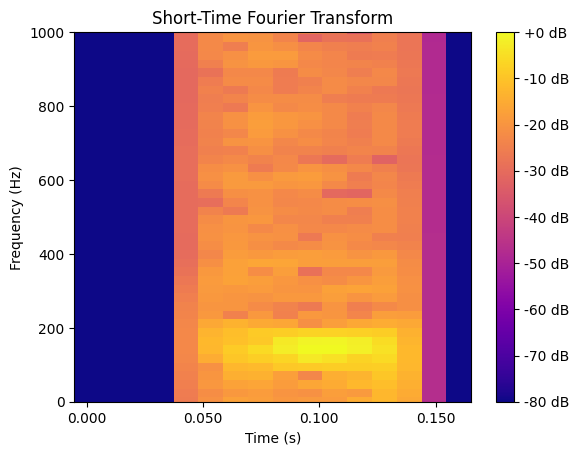 Short-Time Fourier Transform
Frequency (Hz)
1000
800
600
400
200
0
0.000
0.050
0.100
0.150
Time (s)
+0 dB
-10 dB
-20 dB
-30 dB
-40 dB
-50 dB
-60 dB
-70 dB
-80 dB